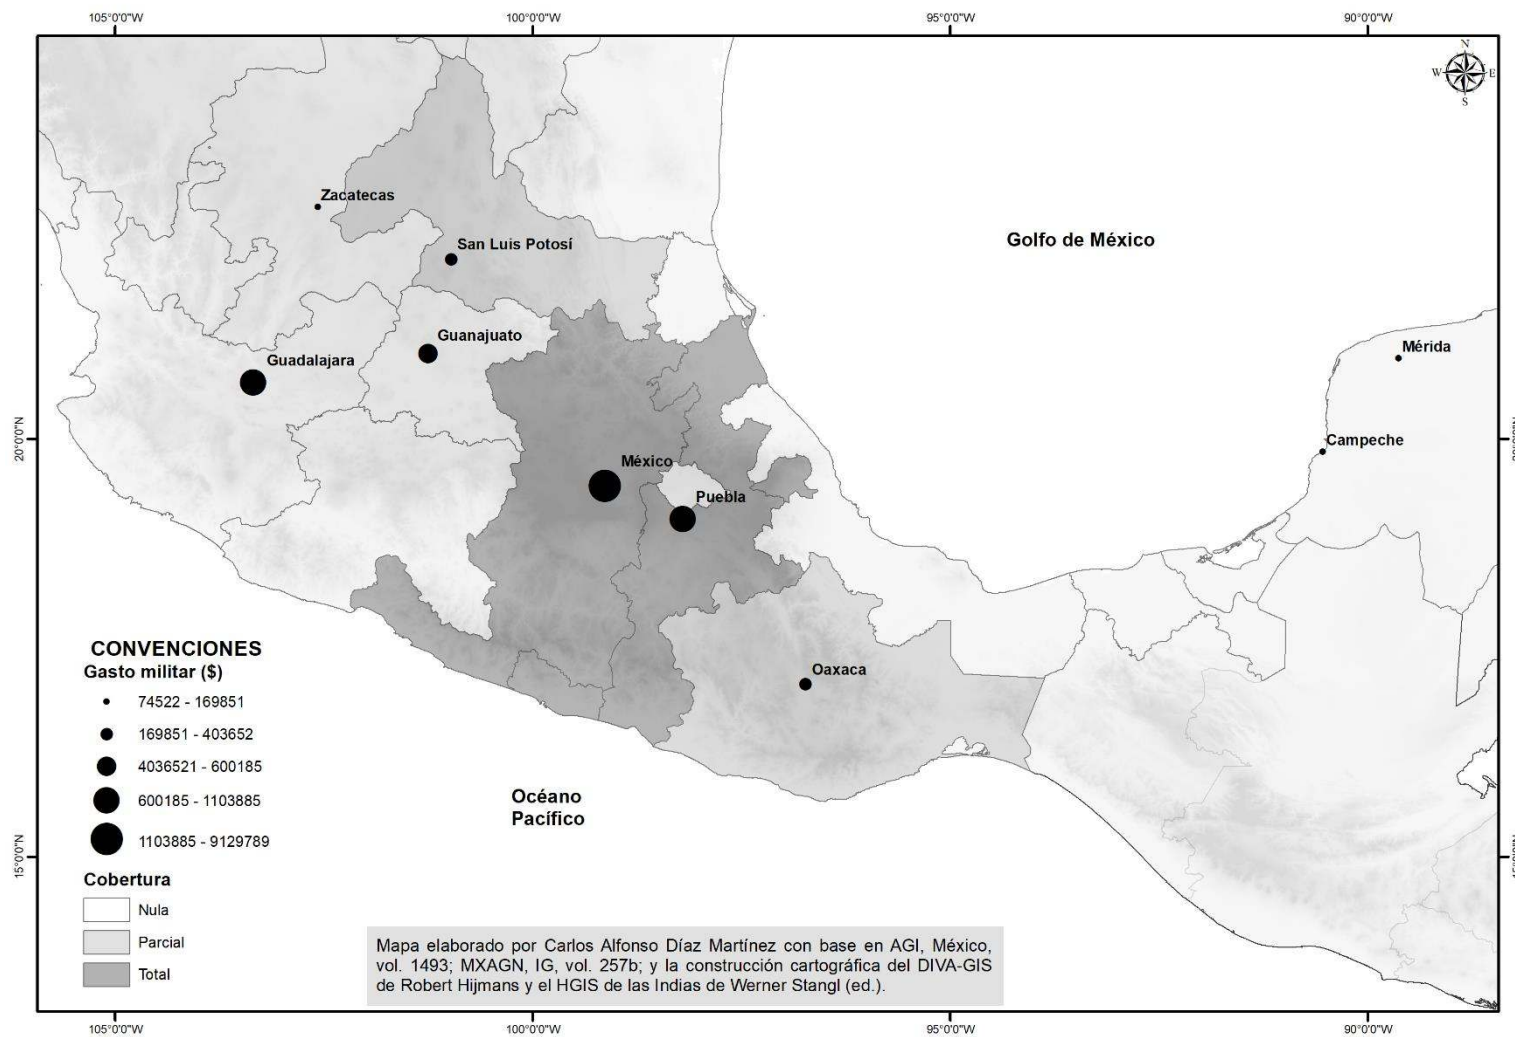 105°0'0"W
100°0'0"W
95°0'0"W
90°0'0"W
N
W E
S
Zacatecas
San Luis Potosí
Golfo de México
Guanajuato
Guadalajara
Mérida
20°0'0"N
Campeche
México
Puebla
Oaxaca
CONVENCIONES
Gasto militar ($)
74522 - 169851
169851 - 403652
4036521 - 600185
600185 - 1103885
1103885 - 9129789
Océano
Pacífico
15°0'0"N
Cobertura
Nula
Parcial
Total
Mapa elaborado por Carlos Alfonso Díaz Martínez con base en AGI, México,
vol. 1493; MXAGN, IG, vol. 257b; y la construcción cartográfica del DIVA-GIS
de Robert Hijmans y el HGIS de las Indias de Werner Stangl (ed.).
105°0'0"W
100°0'0"W
95°0'0"W
90°0'0"W